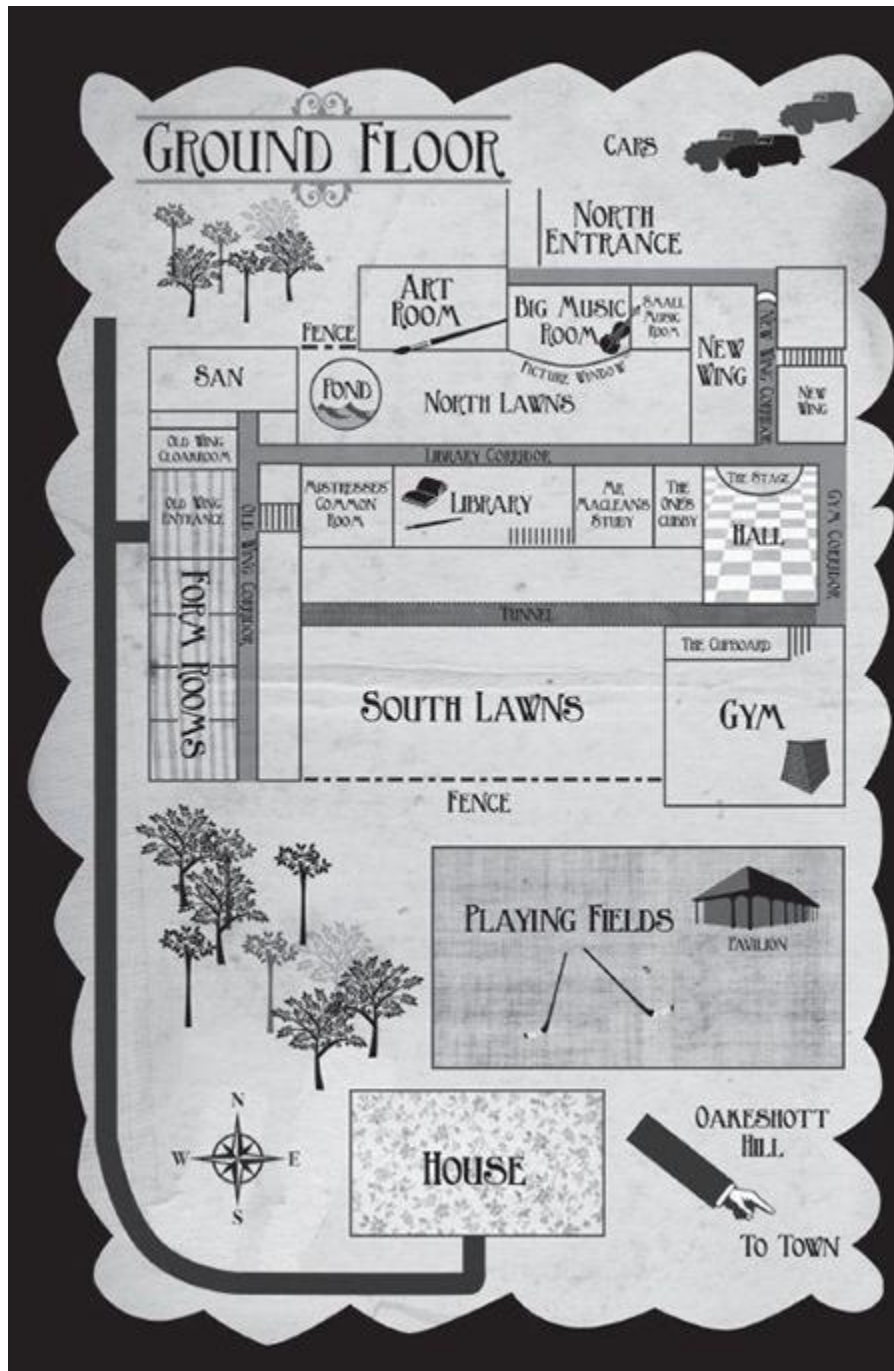 GROUND FLOOR
CARS
NORTH
ENTRANCE
ART
ROOM
BIG MUSIC
ROOM
SMALL
MUSIC
ROOM
FENCE
NEW
WING
NEW WING CORRIDOR
PICTURE WINDOW
SAN
POND
NORTH LAWNS
NEW
WING
OLD WING
CLOAKROOM
LIBRARY CORRIDOR
OLD WING
ENTRANCE
OLD WING CORRIDOR
MISTRESSES'
COMMON
ROOM
LIBRARY
MR
MACLEAN'S
STUDY
THE
ONE'S
CUBBY
THE STAGE
HALL
GYM CORRIDOR
FORM ROOMS
TUNNEL
THE CUPBOARD
SOUTH LAWNS
GYM
FENCE
PLAYING FIELDS
PAVILION
N
W
E
S
HOUSE
OAKESHOTT
HILL
TO TOWN